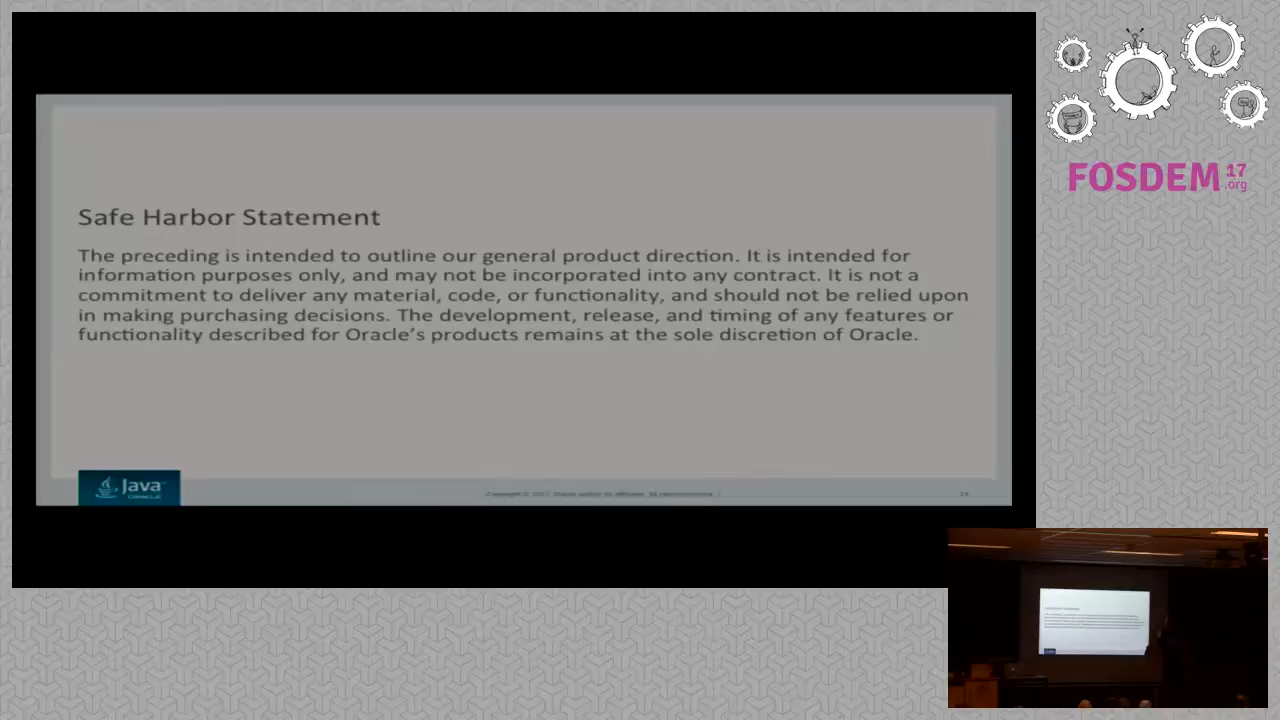 FOSDEM 17
.org
Safe Harbor Statement
The preceding is intended to outline our general product direction. It is intended for
information purposes only, and may not be incorporated into any contract. It is not a
commitment to deliver any material, code, or functionality, and should not be relied upon
in making purchasing decisions. The development, release, and timing of any features or
functionality described for Oracle's products remains at the sole discretion of Oracle.
Java
ORACLE